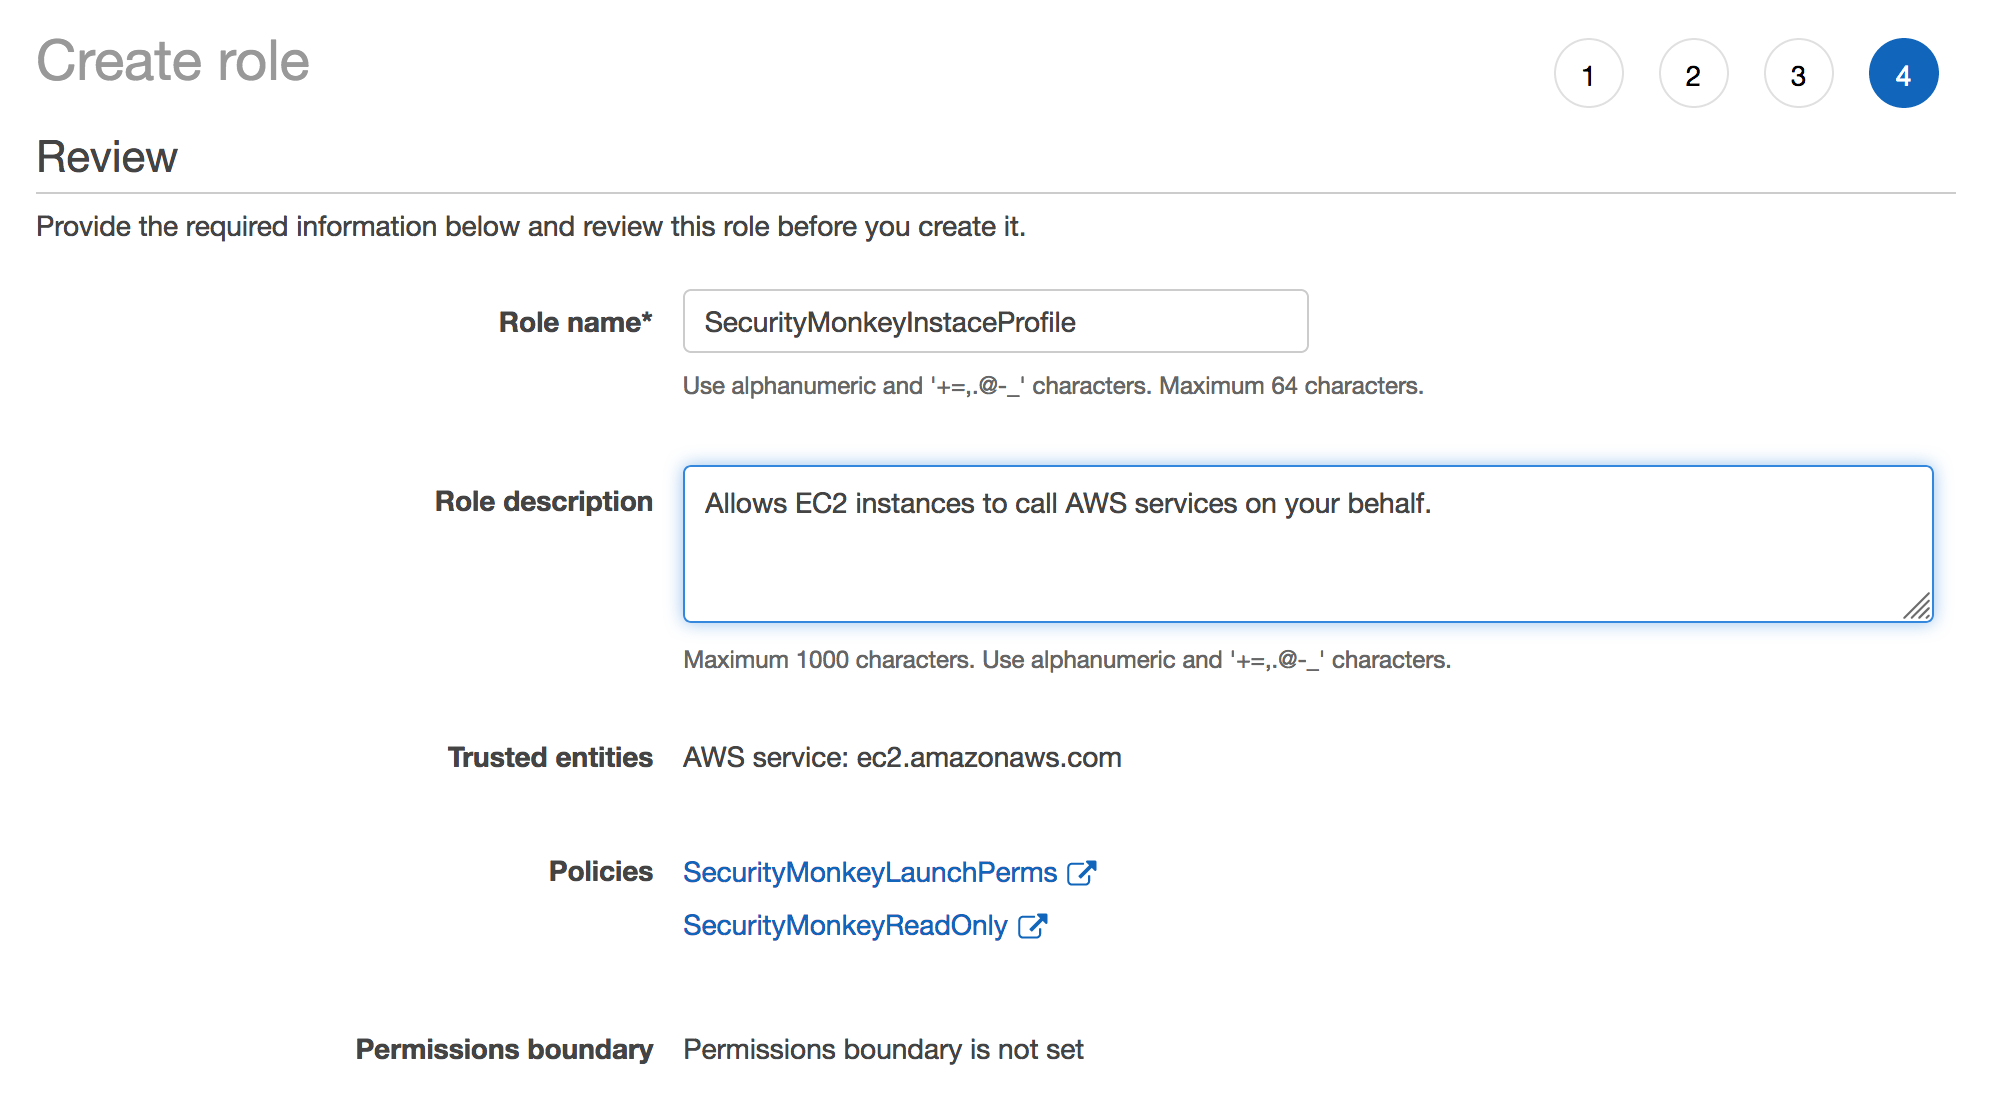 Create role
1 2 3 4
Review
Provide the required information below and review this role before you create it.
Role name* SecurityMonkeyInstaceProfile
Use alphanumeric and '+=,.@-_' characters. Maximum 64 characters.
Role description Allows EC2 instances to call AWS services on your behalf.
Maximum 1000 characters. Use alphanumeric and '+=,.@-_' characters.
Trusted entities AWS service: ec2.amazonaws.com
Policies SecurityMonkeyLaunchPerms
SecurityMonkeyReadOnly
Permissions boundary Permissions boundary is not set